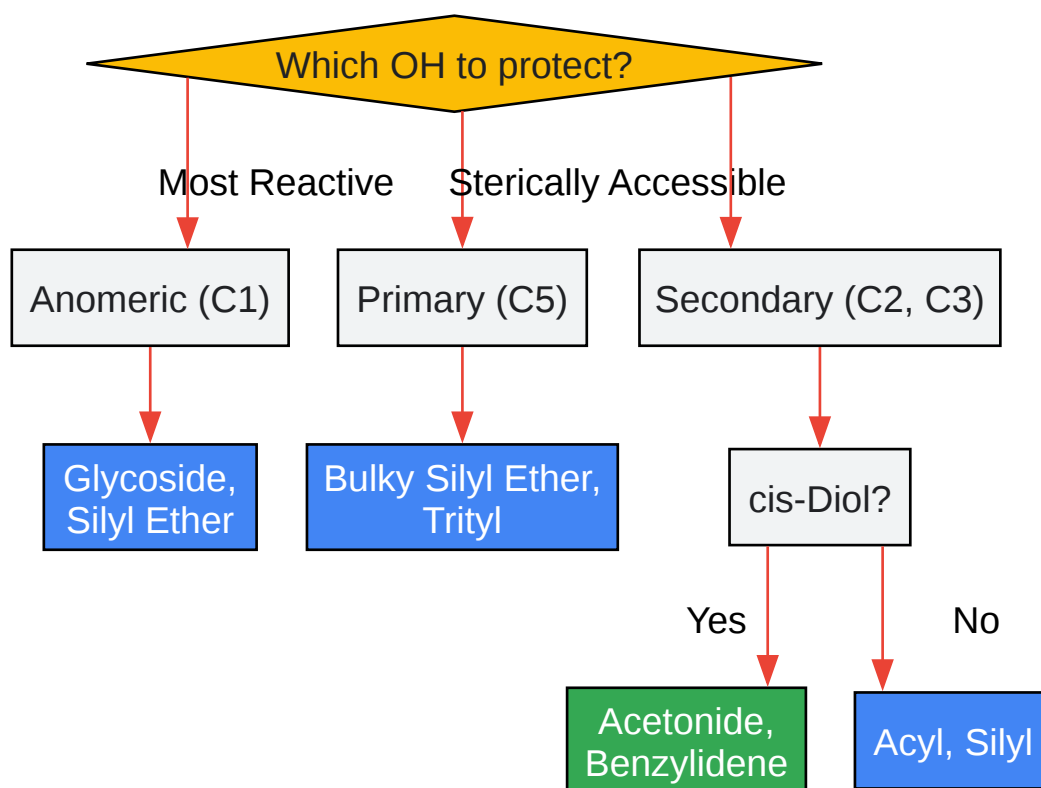 Which OH to protect?
Most Reactive
Sterically Accessible
Anomeric (C1)
Primary (C5)
Secondary (C2, C3)
Glycoside,
Silyl Ether
Bulky Silyl Ether,
Trityl
cis-Diol?
Yes
No
Acetonide,
Benzylidene
Acyl, Silyl